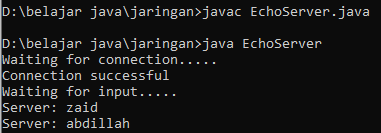 D:\belajar java\jaringan>javac EchoServer.java
D:\belajar java\jaringan>java EchoServer
Waiting for connection.....
Connection successful
Waiting for input.....
Server: zaid
Server: abdillah